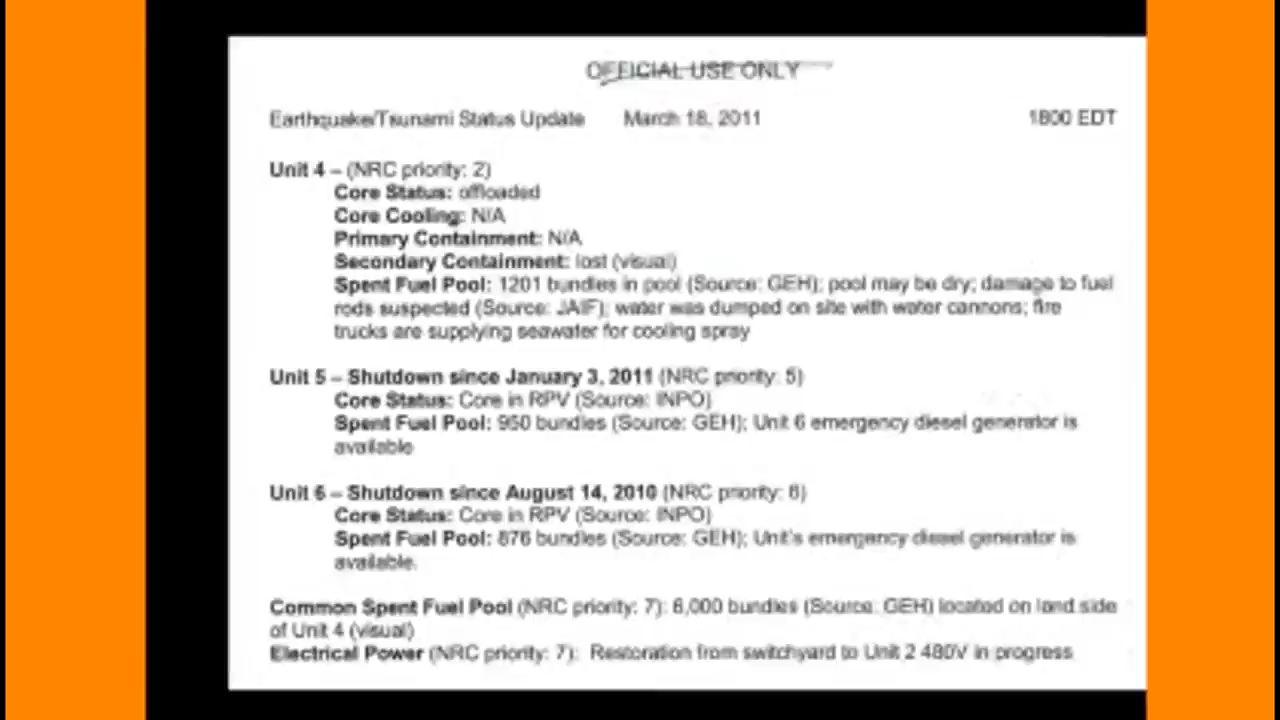 OFFICIAL USE ONLY
Earthquake/Tsunami Status Update March 18, 2011 1800 EDT
Unit 4 – (NRC priority: 2)
Core Status: offloaded
Core Cooling: N/A
Primary Containment: N/A
Secondary Containment: lost (visual)
Spent Fuel Pool: 1201 bundles in pool (Source: GEH); pool may be dry; damage to fuel
rods suspected (Source: JAIF); water was dumped on site with water cannons; fire
trucks are supplying seawater for cooling spray
Unit 5 – Shutdown since January 3, 2011 (NRC priority: 5)
Core Status: Core in RPV (Source: INPO)
Spent Fuel Pool: 950 bundles (Source: GEH); Unit 6 emergency diesel generator is
available
Unit 6 – Shutdown since August 14, 2010 (NRC priority: 6)
Core Status: Core in RPV (Source: INPO)
Spent Fuel Pool: 876 bundles (Source: GEH); Unit's emergency diesel generator is
available.
Common Spent Fuel Pool (NRC priority: 7): 6,000 bundles (Source: GEH) located on land side
of Unit 4 (visual)
Electrical Power (NRC priority: 7): Restoration from switchyard to Unit 2 480V in progress